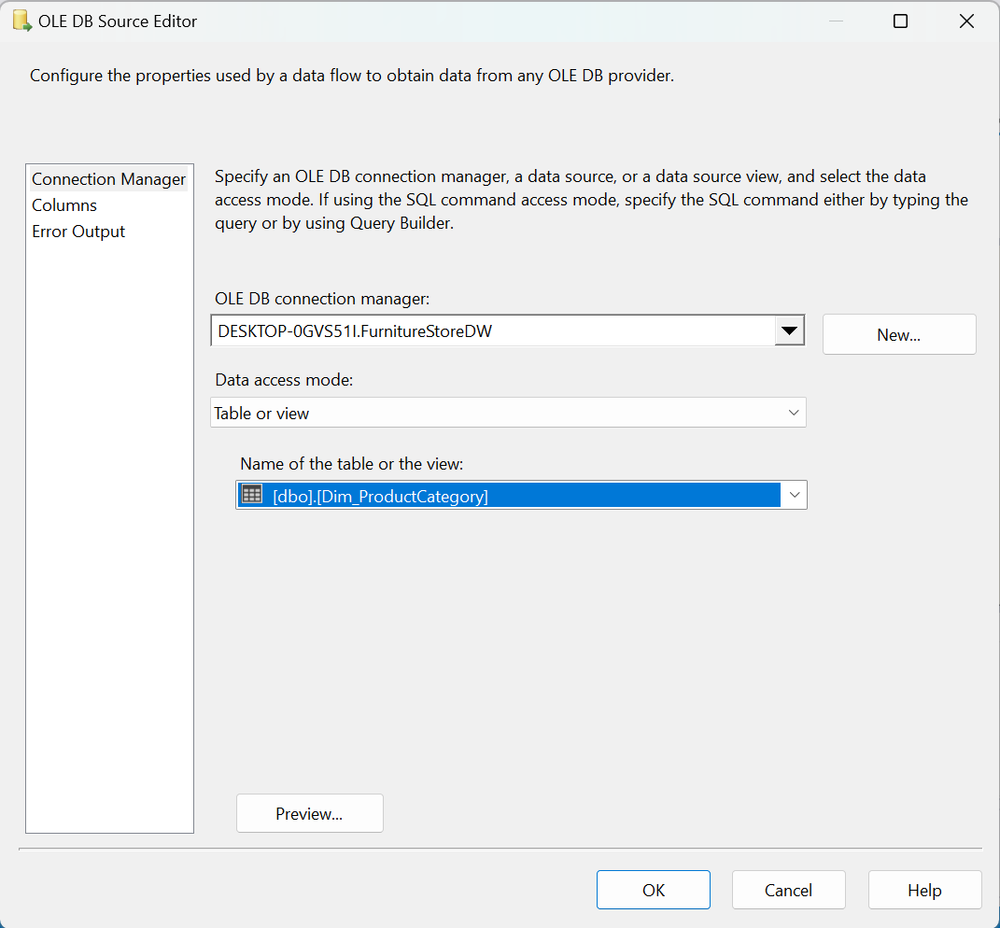 OLE DB Source Editor
Configure the properties used by a data flow to obtain data from any OLE DB provider.
Connection Manager
Columns
Error Output
Specify an OLE DB connection manager, a data source, or a data source view, and select the data
access mode. If using the SQL command access mode, specify the SQL command either by typing the
query or by using Query Builder.
OLE DB connection manager:
DESKTOP-0GVS51I.FurnitureStoreDW
New...
Data access mode:
Table or view
Name of the table or the view:
[dbo].[Dim_ProductCategory]
Preview...
OK
Cancel
Help